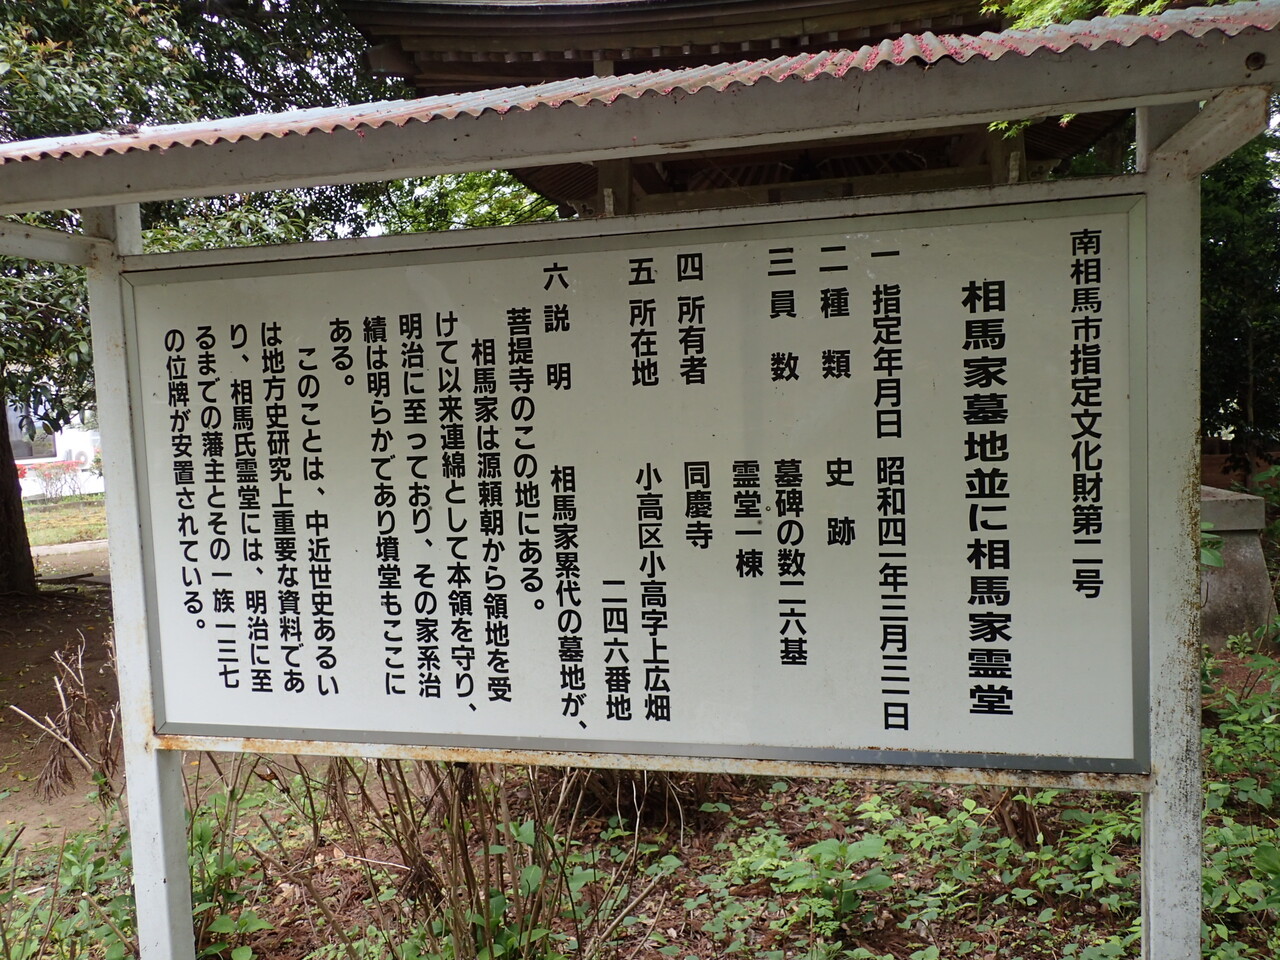 南相馬市指定文化財第二号
相馬家墓地並に相馬家霊堂
一 指定年月日 昭和四一年三月三一日
二 種類 史跡
三 員数 墓碑の数二六基
霊堂一棟
四 所有者 同慶寺
五 所在地 小高区小高字上広畑
二四六番地
六 説明 相馬家累代の墓地が、
菩提寺のこの地にある。
相馬家は源頼朝から領地を受
けて以来連綿として本領を守り、
明治に至っており、その家系治
績は明らかであり墳堂もここに
ある。
このことは、中近世史あるい
は地方史研究上重要な資料であ
り、相馬氏霊堂には、明治に至
るまでの藩主とその一族一三七
の位牌が安置されている。